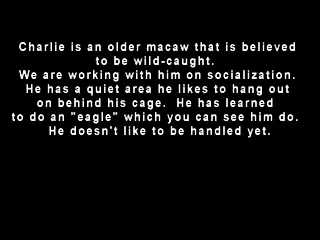 Charlie is an older macaw that is believed
to be wild-caught.
We are working with him on socialization.
He has a quiet area he likes to hang out
on behind his cage.  He has learned
to do an "eagle" which you can see him do.
He doesn't like to be handled yet.